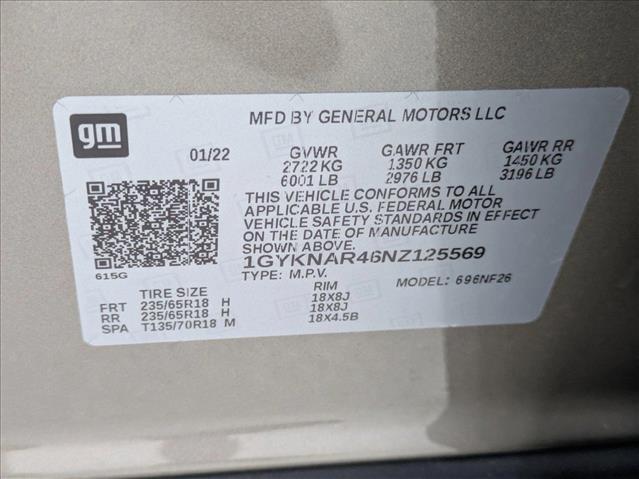 gm
MFD BY GENERAL MOTORS LLC
01/22 GVWR GAWR FRT GAWR RR
2722 KG 1350 KG 1450 KG
6001 LB 2976 LB 3196 LB
THIS VEHICLE CONFORMS TO ALL
APPLICABLE U.S. FEDERAL MOTOR
VEHICLE SAFETY STANDARDS IN EFFECT
ON THE DATE OF MANUFACTURE
SHOWN ABOVE.
615G
1GYKNAR46NZ125569
TYPE: M.P.V. MODEL: 696NF26
TIRE SIZE RIM
FRT 235/65R18 H 18X8J
RR 235/65R18 H 18X8J
SPA T135/70R18 M 18X4.5B